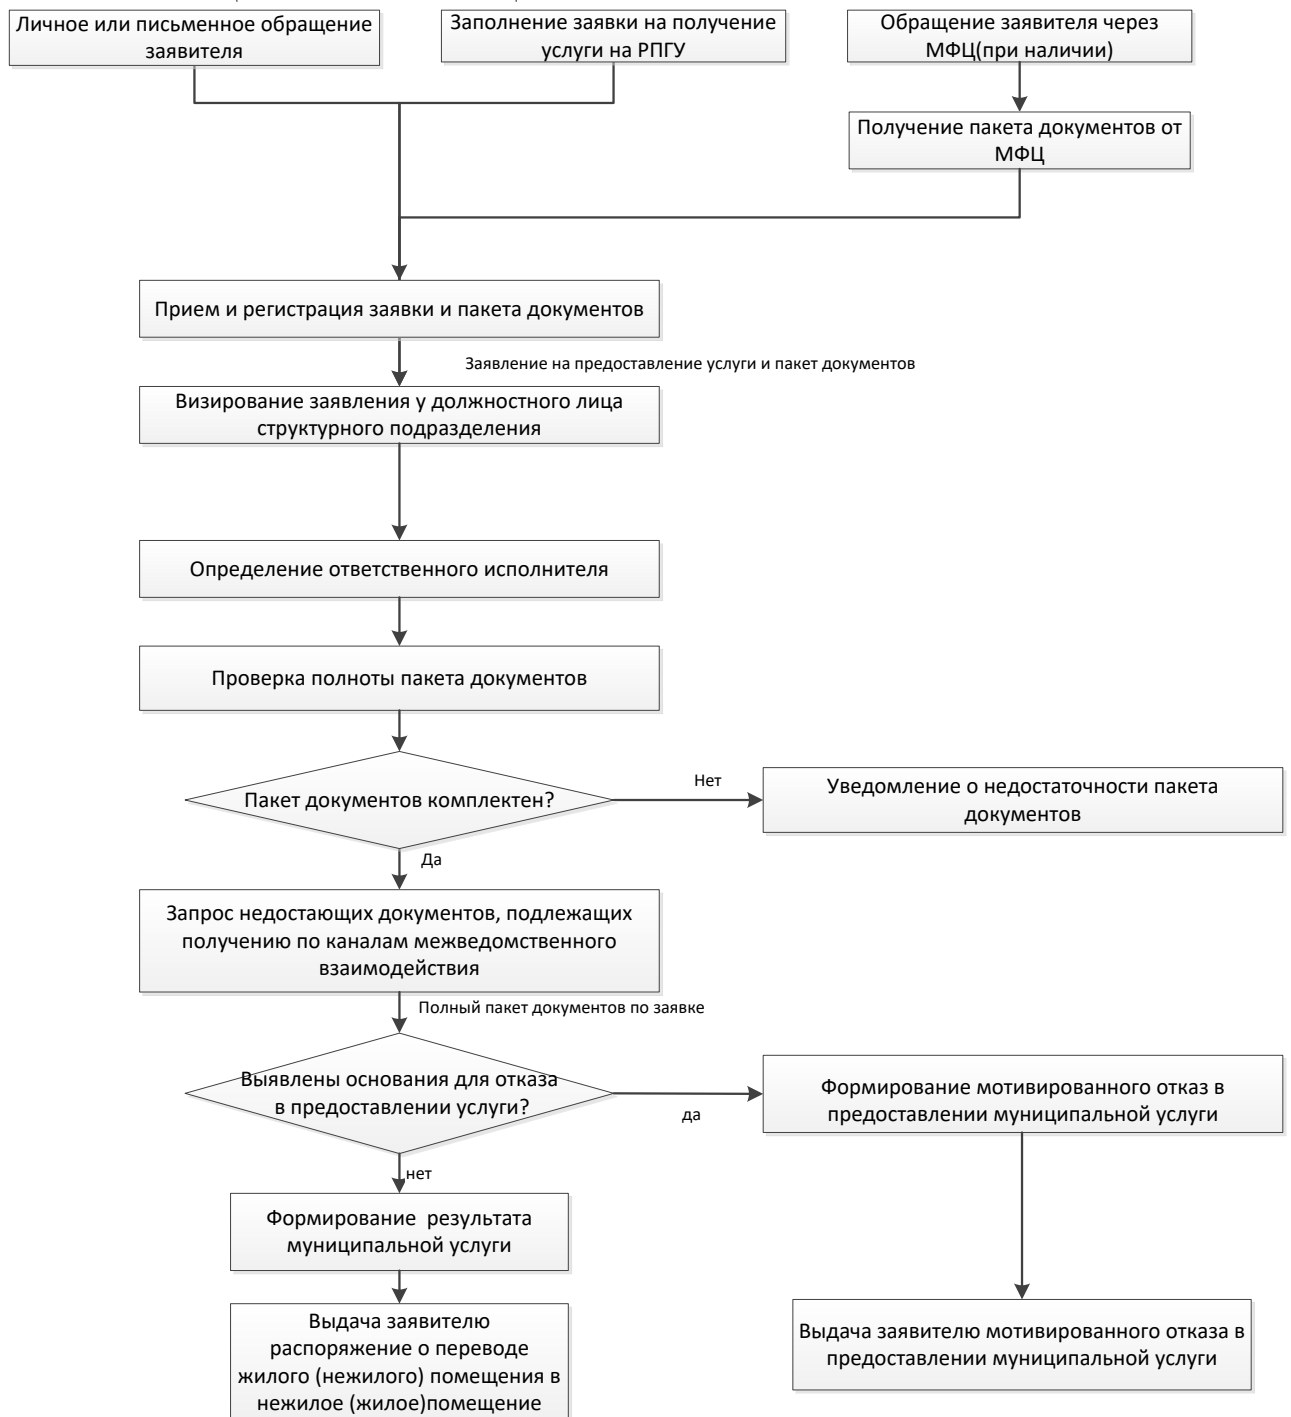 Личное или письменное обращение
заявителя
Заполнение заявки на получение
услуги на РПГУ
Обращение заявителя через
МФЦ(при наличии)
Получение пакета документов от
МФЦ
Прием и регистрация заявки и пакета документов
Заявление на предоставление услуги и пакет документов
Визирование заявления у должностного лица
структурного подразделения
Определение ответственного исполнителя
Проверка полноты пакета документов
Пакет документов комплектен?
Нет
Уведомление о недостаточности пакета
документов
Да
Запрос недостающих документов, подлежащих
получению по каналам межведомственного
взаимодействия
Полный пакет документов по заявке
Выявлены основания для отказа
в предоставлении услуги?
да
Формирование мотивированного отказ в
предоставлении муниципальной услуги
нет
Формирование результата
муниципальной услуги
Выдача заявителю
распоряжение о переводе
жилого (нежилого) помещения в
нежилое (жилое)помещение
Выдача заявителю мотивированного отказа в
предоставлении муниципальной услуги